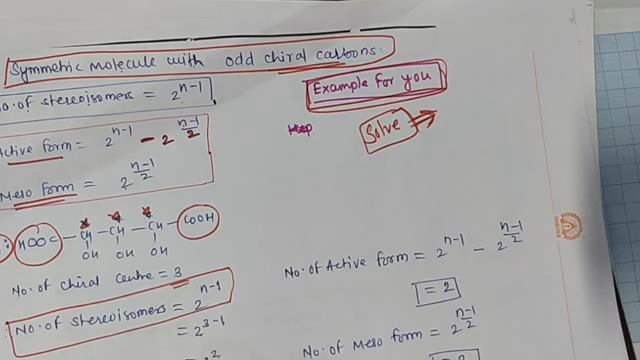 Symmetric molecule with odd chiral carbons.
No. of stereoisomers = 2^(n-1)
Active form = 2^(n-1) - 2^((n-1)/2)
Meso form = 2^((n-1)/2)
HOOC — CH — CH — CH — COOH
OH OH OH
No. of chiral centre = 3
No. of stereoisomers = 2^(n-1)
= 2^(3-1)
Example for you
Solve ⇒
No. of Active form = 2^(n-1) - 2^((n-1)/2)
= 2
No. of Meso form = 2^((n-1)/2)